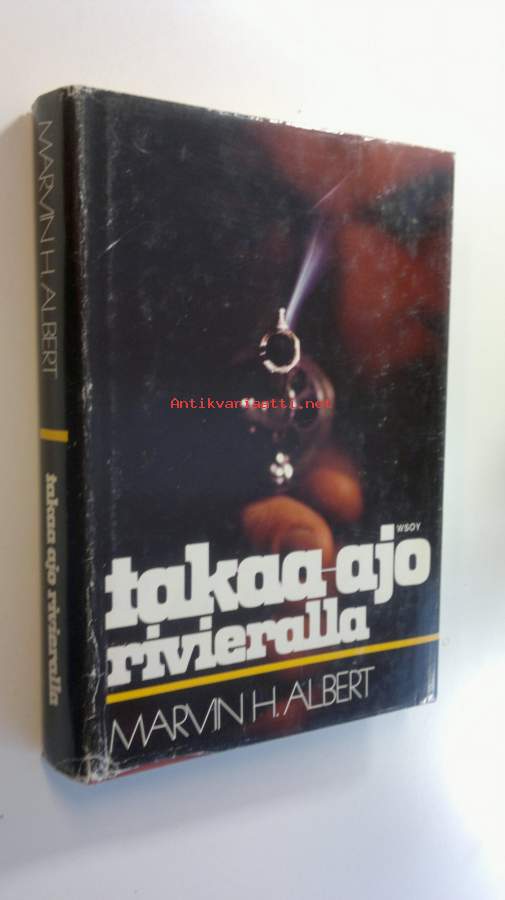 MARVIN H. ALBERT
takaa-ajo rivieralla
Antikvariaatti.net
WSOY
takaa-ajo
rivieralla
MARVIN H. ALBERT